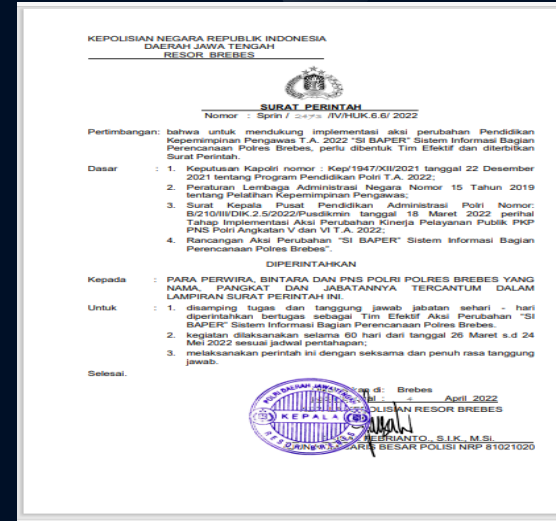 KEPOLISIAN NEGARA REPUBLIK INDONESIA
DAERAH JAWA TENGAH
RESOR BREBES
SURAT PERINTAH
Nomor : Sprin / /IV/HUK.6.6/ 2022
Pertimbangan: bahwa untuk mendukung implementasi aksi perubahan Pendidikan
Kepemimpinan Pengawas T.A. 2022 "SI BAPER" Sistem Informasi Bagian
Perencanaan Polres Brebes, perlu dibentuk Tim Efektif dan diterbitkan
Surat Perintah.
Dasar : 1. Keputusan Kapolri nomor : Kep/1947/XII/2021 tanggal 22 Desember
2021 tentang Program Pendidikan Polri T.A. 2022;
2. Peraturan Lembaga Administrasi Negara Nomor 15 Tahun 2019
tentang Pelatihan Kepemimpinan Pengawas;
3. Surat Kepala Pusat Pendidikan Administrasi Polri Nomor:
B/210/III/DIK.2.5/2022/Pusdikmin tanggal 18 Maret 2022 perihal
Tahap Implementasi Aksi Perubahan Kinerja Pelayanan Publik PKP
PNS Polri Angkatan V dan VI T.A. 2022;
4. Rancangan Aksi Perubahan "SI BAPER" Sistem Informasi Bagian
Perencanaan Polres Brebes".
DIPERINTAHKAN
Kepada : PARA PERWIRA, BINTARA DAN PNS POLRI POLRES BREBES YANG
NAMA, PANGKAT DAN JABATANNYA TERCANTUM DALAM
LAMPIRAN SURAT PERINTAH INI.
Untuk : 1. disamping tugas dan tanggung jawab jabatan sehari - hari
diperintahkan bertugas sebagai Tim Efektif Aksi Perubahan "SI
BAPER" Sistem Informasi Bagian Perencanaan Polres Brebes.
2. kegiatan dilaksanakan selama 60 hari dari tanggal 26 Maret s.d 24
Mei 2022 sesuai jadwal pentahapan;
3. melaksanakan perintah ini dengan seksama dan penuh rasa tanggung
jawab.
Selesai.
di: Brebes
: 4 April 2022
RESOR BREBES
KEPALA
FEBRIANTO., S.I.K., M.Si.
BESAR POLISI NRP 81021020